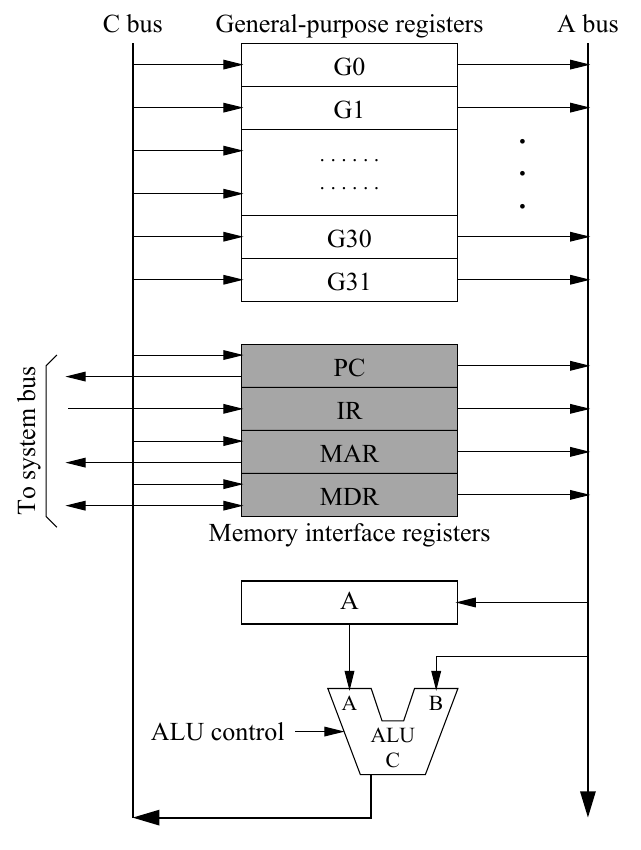 C bus
General-purpose registers
A bus
G0
G1
. . . . . .
. . . . . .
G30
G31
To system bus
PC
IR
MAR
MDR
Memory interface registers
A
A
B
ALU control
ALU
C